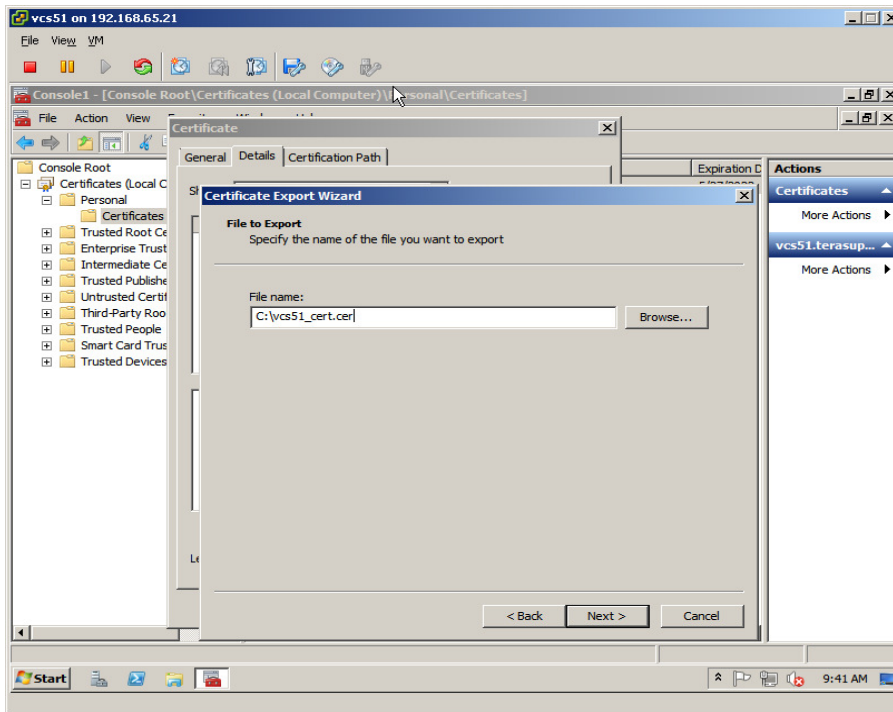 vcs51 on 192.168.65.21
File View VM
Console1 - [Console Root\Certificates (Local Computer)\Personal\Certificates]
File Action View
Certificate
General Details Certification Path
Console Root
Certificates (Local C
Personal
Certificates
Trusted Root Ce
Enterprise Trust
Intermediate Ce
Trusted Publishe
Untrusted Certif
Third-Party Roo
Trusted People
Smart Card Trus
Trusted Devices
Certificate Export Wizard
File to Export
Specify the name of the file you want to export
File name:
C:\vcs51_cert.cer
Browse...
< Back Next > Cancel
Expiration D
Actions
Certificates
More Actions
vcs51.terasup...
More Actions
Start
9:41 AM